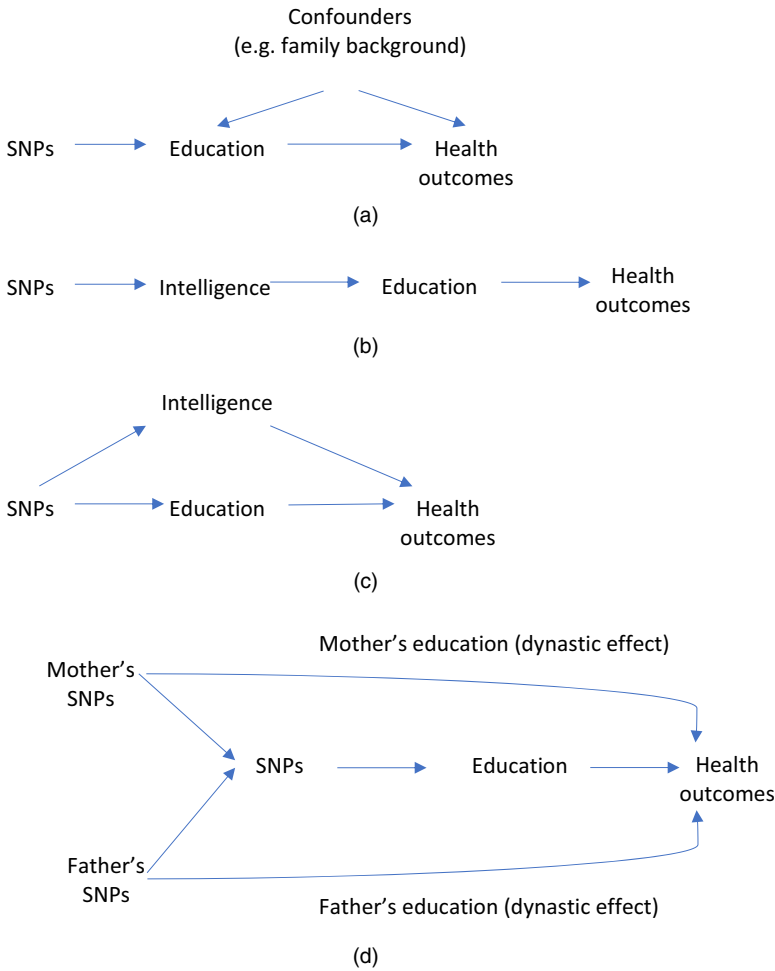 Confounders
(e.g. family background)
SNPs
Education
Health
outcomes
(a)
SNPs
Intelligence
Education
Health
outcomes
(b)
Intelligence
SNPs
Education
Health
outcomes
(c)
Mother's education (dynastic effect)
Mother's
SNPs
SNPs
Education
Health
outcomes
Father's
SNPs
Father's education (dynastic effect)
(d)